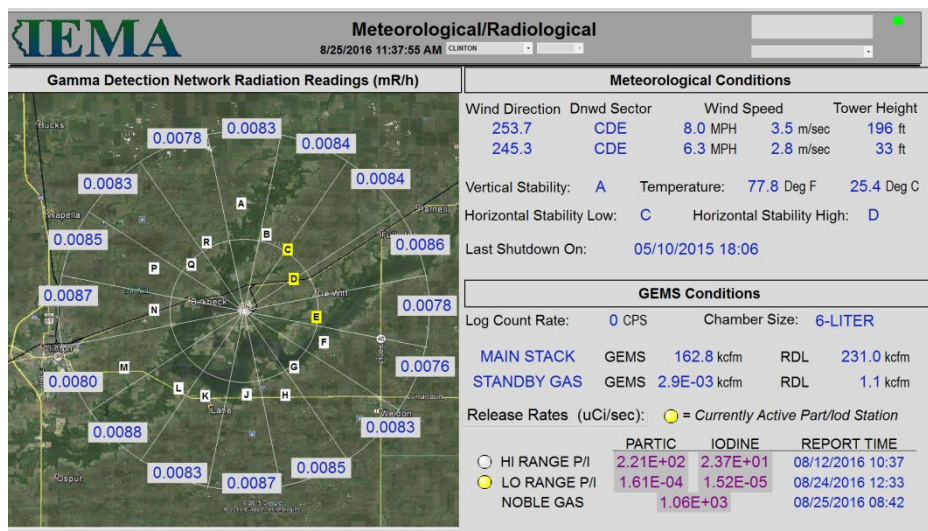 IEMA
Meteorological/Radiological
8/25/2016 11:37:55 AM CLINTON
Gamma Detection Network Radiation Readings (mR/h)
Bucks
0.0078
0.0083
0.0084
0.0083
0.0084
A
Wapella
Parnell
B
0.0085
R
C
0.0086
Q
P
D
0.0087
Birkbeck
De Witt
0.0078
N
E
F
Clinton
M
G
0.0076
0.0080
L
K
J
H
Lane
Weldon
0.0088
0.0083
Ospur
0.0083
0.0087
0.0085
Meteorological Conditions
Wind Direction Dnwd Sector Wind Speed Tower Height
253.7 CDE 8.0 MPH 3.5 m/sec 196 ft
245.3 CDE 6.3 MPH 2.8 m/sec 33 ft
Vertical Stability: A Temperature: 77.8 Deg F 25.4 Deg C
Horizontal Stability Low: C Horizontal Stability High: D
Last Shutdown On: 05/10/2015 18:06
GEMS Conditions
Log Count Rate: 0 CPS Chamber Size: 6-LITER
MAIN STACK GEMS 162.8 kcfm RDL 231.0 kcfm
STANDBY GAS GEMS 2.9E-03 kcfm RDL 1.1 kcfm
Release Rates (uCi/sec): = Currently Active Part/Iod Station
PARTIC IODINE REPORT TIME
HI RANGE P/I 2.21E+02 2.37E+01 08/12/2016 10:37
LO RANGE P/I 1.61E-04 1.52E-05 08/24/2016 12:33
NOBLE GAS 1.06E+03 08/25/2016 08:42